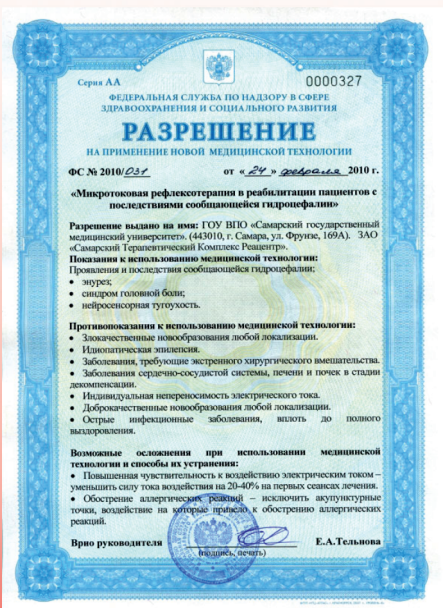 Серия АА
0000327
ФЕДЕРАЛЬНАЯ СЛУЖБА ПО НАДЗОРУ В СФЕРЕ
ЗДРАВООХРАНЕНИЯ И СОЦИАЛЬНОГО РАЗВИТИЯ
РАЗРЕШЕНИЕ
НА ПРИМЕНЕНИЕ НОВОЙ МЕДИЦИНСКОЙ ТЕХНОЛОГИИ
ФС № 2010/031 от «24» февраля 2010 г.
«Микротоковая рефлексотерапия в реабилитации пациентов с
последствиями сообщающейся гидроцефалии»
Разрешение выдано на имя: ГОУ ВПО «Самарский государственный
медицинский университет». (443010, г. Самара, ул. Фрунзе, 169А). ЗАО
«Самарский Терапевтический Комплекс Реацентр».
Показания к использованию медицинской технологии:
Проявления и последствия сообщающейся гидроцефалии;
• энурез;
• синдром головной боли;
• нейросенсорная тугоухость.
Противопоказания к использованию медицинской технологии:
• Злокачественные новообразования любой локализации.
• Идиопатическая эпилепсия.
• Заболевания, требующие экстренного хирургического вмешательства.
• Заболевания сердечно-сосудистой системы, печени и почек в стадии
декомпенсации.
• Индивидуальная непереносимость электрического тока.
• Доброкачественные новообразования любой локализации.
• Острые инфекционные заболевания, вплоть до полного
выздоровления.
Возможные осложнения при использовании медицинской
технологии и способы их устранения:
• Повышенная чувствительность к воздействию электрическим током –
уменьшить силу тока воздействия на 20-40% на первых сеансах лечения.
• Обострение аллергических реакций – исключить акупунктурные
точки, воздействие на которые привело к обострению аллергических
реакций.
Врио руководителя Е.А.Тельнова
(подпись, печать)